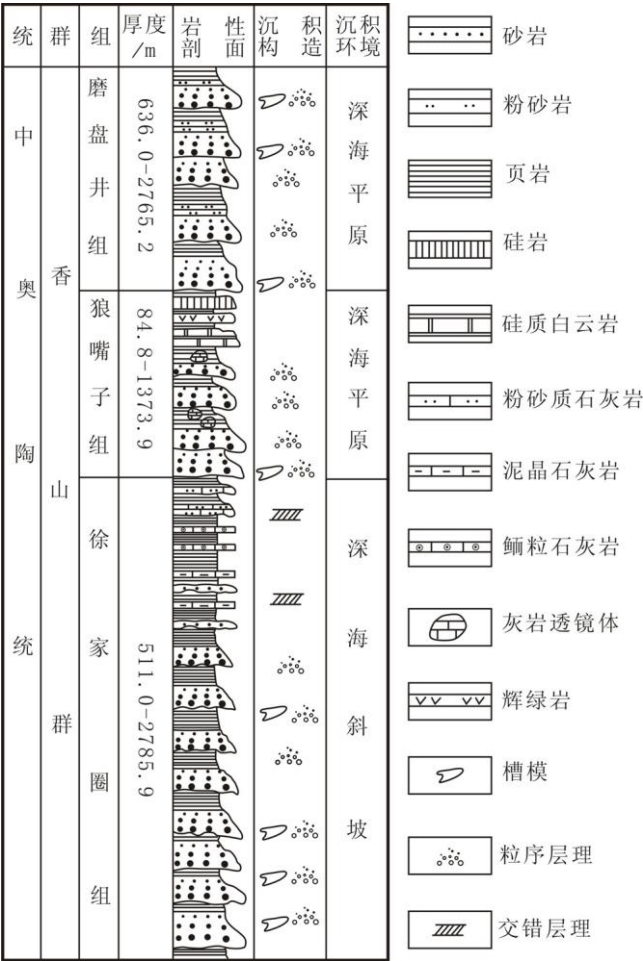 统 群 组 厚度/m 岩性剖面 沉积构造 沉积环境
中奥陶统
香山群
磨盘井组
636.0-2765.2
深海平原
狼嘴子组
84.8-1373.9
深海平原
徐家圈组
511.0-2785.9
深海斜坡
砂岩
粉砂岩
页岩
硅岩
硅质白云岩
粉砂质石灰岩
泥晶石灰岩
鲕粒石灰岩
灰岩透镜体
辉绿岩
槽模
粒序层理
交错层理